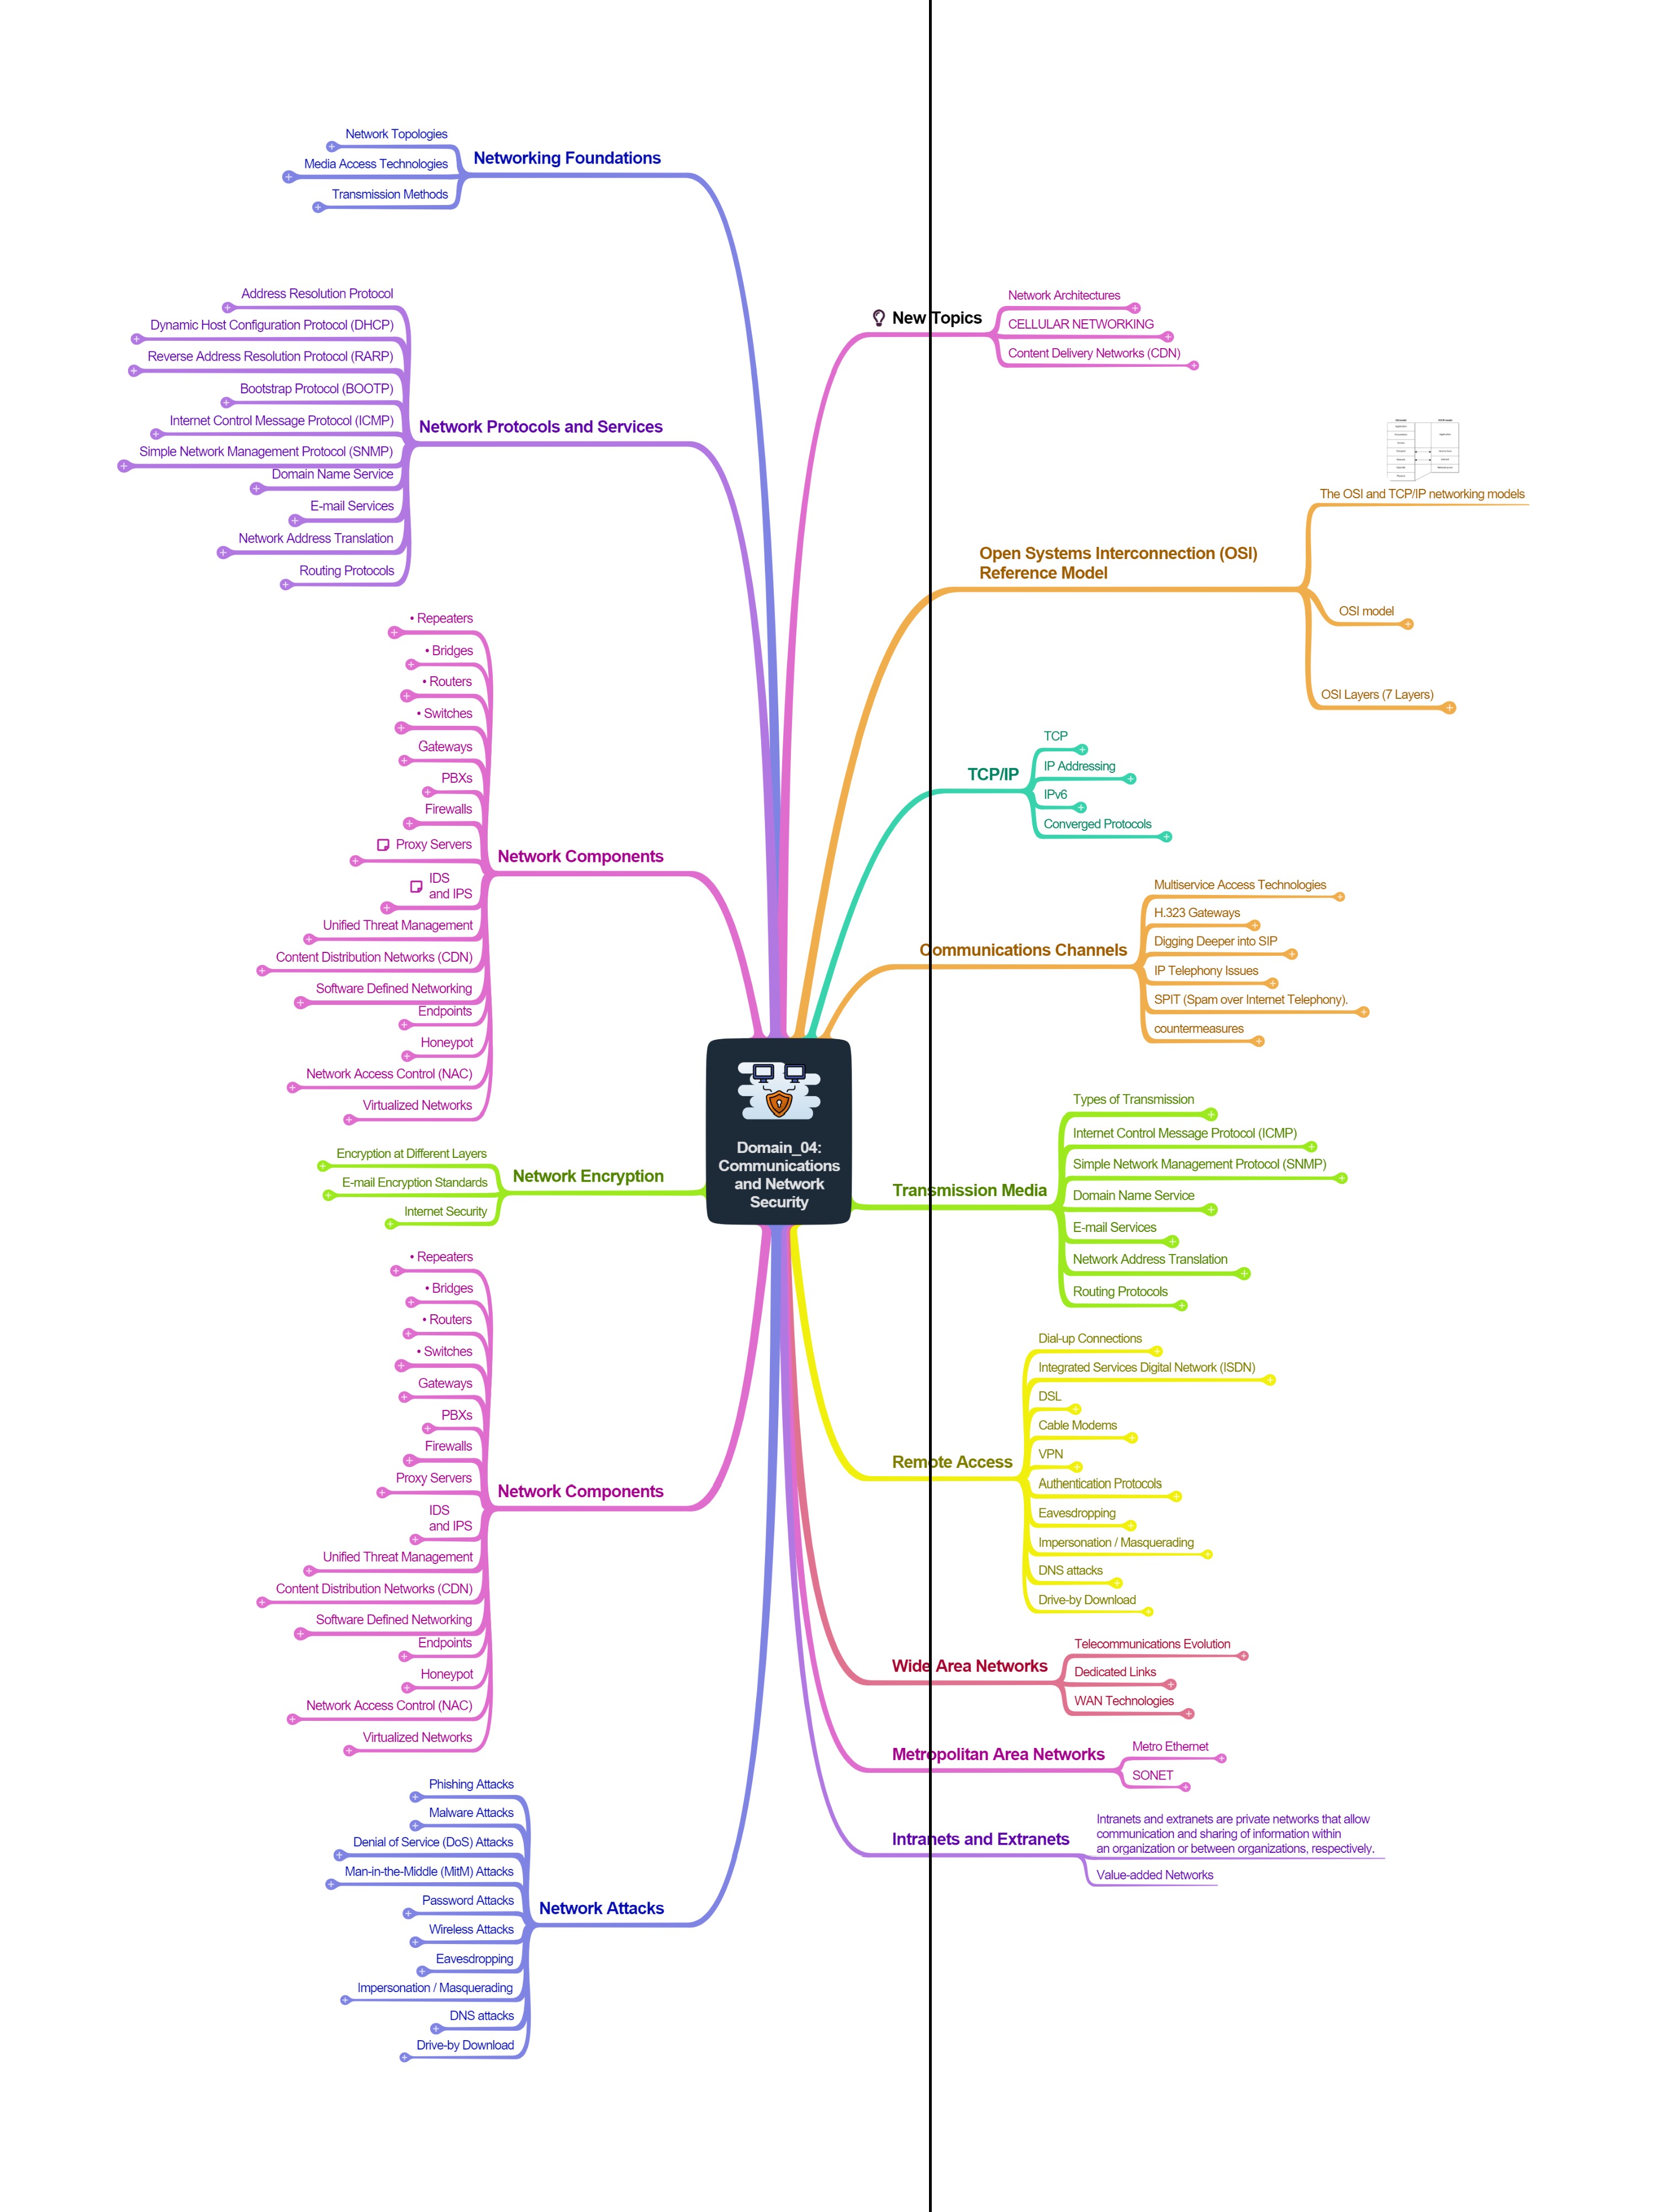 Network Topologies
Networking Foundations
Media Access Technologies
Transmission Methods
Address Resolution Protocol
Dynamic Host Configuration Protocol (DHCP)
Reverse Address Resolution Protocol (RARP)
Bootstrap Protocol (BOOTP)
Internet Control Message Protocol (ICMP)
Network Protocols and Services
Simple Network Management Protocol (SNMP)
Domain Name Service
E-mail Services
Network Address Translation
Routing Protocols
• Repeaters
• Bridges
• Routers
• Switches
Gateways
PBXs
Firewalls
Proxy Servers
Network Components
IDS
and IPS
Unified Threat Management
Content Distribution Networks (CDN)
Software Defined Networking
Endpoints
Honeypot
Network Access Control (NAC)
Virtualized Networks
Encryption at Different Layers
Network Encryption
E-mail Encryption Standards
Internet Security
• Repeaters
• Bridges
• Routers
• Switches
Gateways
PBXs
Firewalls
Proxy Servers
Network Components
IDS
and IPS
Unified Threat Management
Content Distribution Networks (CDN)
Software Defined Networking
Endpoints
Honeypot
Network Access Control (NAC)
Virtualized Networks
Phishing Attacks
Malware Attacks
Denial of Service (DoS) Attacks
Man-in-the-Middle (MitM) Attacks
Password Attacks
Network Attacks
Wireless Attacks
Eavesdropping
Impersonation / Masquerading
DNS attacks
Drive-by Download
Domain_04:
Communications
and Network
Security
New Topics
Network Architectures
CELLULAR NETWORKING
Content Delivery Networks (CDN)
The OSI and TCP/IP networking models
Open Systems Interconnection (OSI)
Reference Model
OSI model
OSI Layers (7 Layers)
TCP/IP
TCP
IP Addressing
IPv6
Converged Protocols
Communications Channels
Multiservice Access Technologies
H.323 Gateways
Digging Deeper into SIP
IP Telephony Issues
SPIT (Spam over Internet Telephony).
countermeasures
Transmission Media
Types of Transmission
Internet Control Message Protocol (ICMP)
Simple Network Management Protocol (SNMP)
Domain Name Service
E-mail Services
Network Address Translation
Routing Protocols
Remote Access
Dial-up Connections
Integrated Services Digital Network (ISDN)
DSL
Cable Modems
VPN
Authentication Protocols
Eavesdropping
Impersonation / Masquerading
DNS attacks
Drive-by Download
Wide Area Networks
Telecommunications Evolution
Dedicated Links
WAN Technologies
Metropolitan Area Networks
Metro Ethernet
SONET
Intranets and Extranets
Intranets and extranets are private networks that allow
communication and sharing of information within
an organization or between organizations, respectively.
Value-added Networks